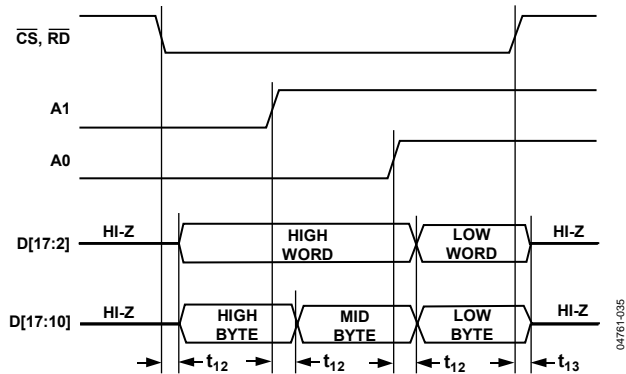 CS, RD
A1
A0
D[17:2] HI-Z HIGH WORD LOW WORD HI-Z
D[17:10] HI-Z HIGH BYTE MID BYTE LOW BYTE HI-Z
t12 t12 t12 t13
04761-035